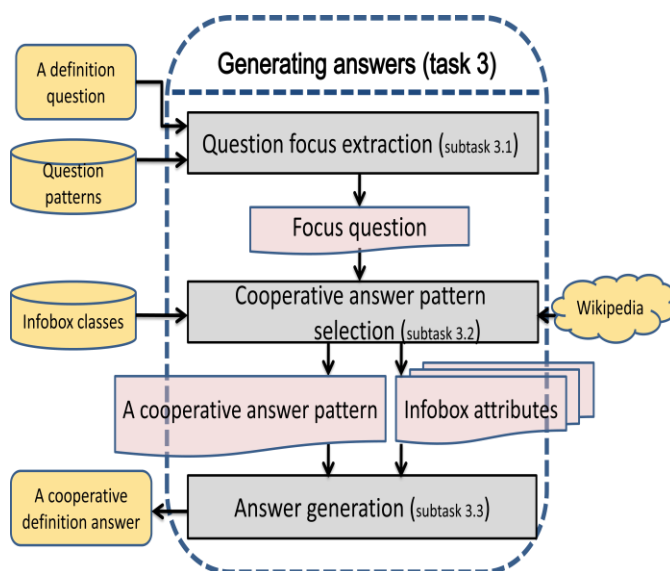 Generating answers (task 3)
A definition
question
Question focus extraction (subtask 3.1)
Question
patterns
Focus question
Cooperative answer pattern
selection (subtask 3.2)
Infobox classes
Wikipedia
A cooperative answer pattern
Infobox attributes
Answer generation (subtask 3.3)
A cooperative
definition answer